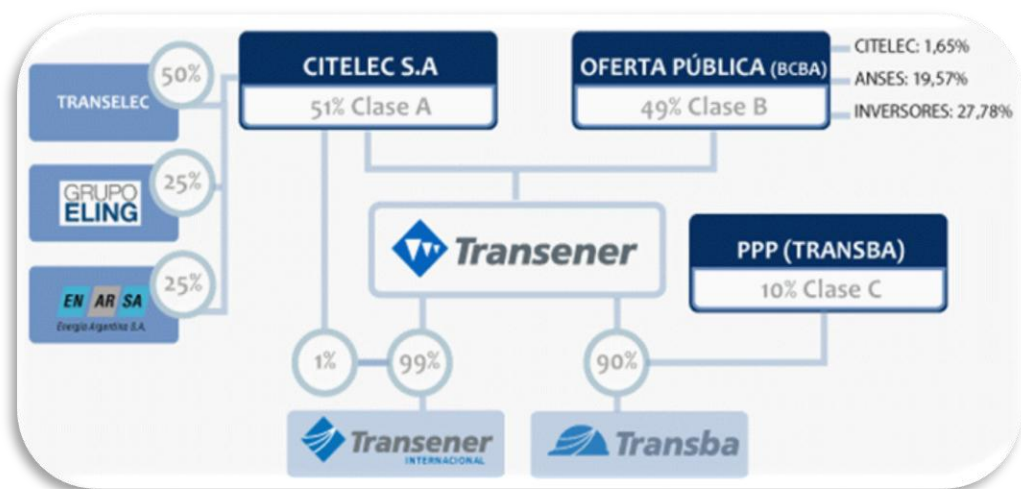 TRANSELEC
50%
GRUPO
ELING
25%
EN AR SA
Energía Argentina S.A.
25%
CITELEC S.A
51% Clase A
OFERTA PÚBLICA (BCBA)
49% Clase B
CITELEC: 1,65%
ANSES: 19,57%
INVERSORES: 27,78%
Transener
PPP (TRANSBA)
10% Clase C
1%
99%
90%
Transener
INTERNACIONAL
Transba